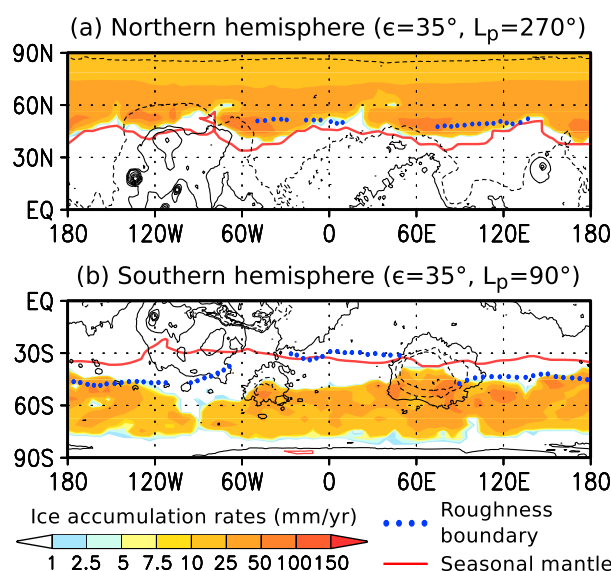 (a) Northern hemisphere (ϵ=35°, Lp=270°)
90N
60N
30N
EQ
180 120W 60W 0 60E 120E 180
(b) Southern hemisphere (ϵ=35°, Lp=90°)
EQ
30S
60S
90S
180 120W 60W 0 60E 120E 180
Ice accumulation rates (mm/yr)
1 2.5 5 7.5 10 25 50 100 150
Roughness
boundary
Seasonal mantle